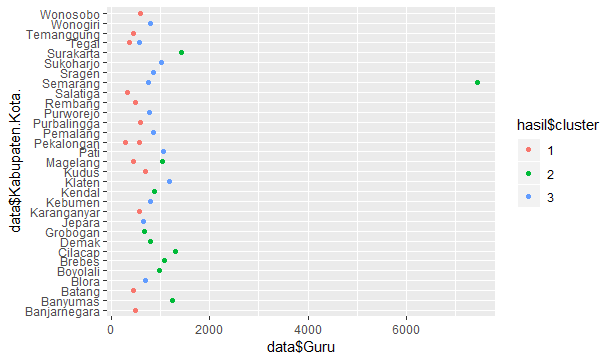 Wonosobo
Wonogiri
Temanggung
Tegal
Surakarta
Sukoharjo
Sragen
Semarang
Salatiga
Rembang
Purworejo
Purbalingga
Pemalang
Pekalongan
Pati
Magelang
Kudus
Klaten
Kendal
Kebumen
Karanganyar
Jepara
Grobogan
Demak
Cilacap
Brebes
Boyolali
Blora
Batang
Banyumas
Banjarnegara
data$Kabupaten.Kota.
0 2000 4000 6000
data$Guru
hasil$cluster
1
2
3